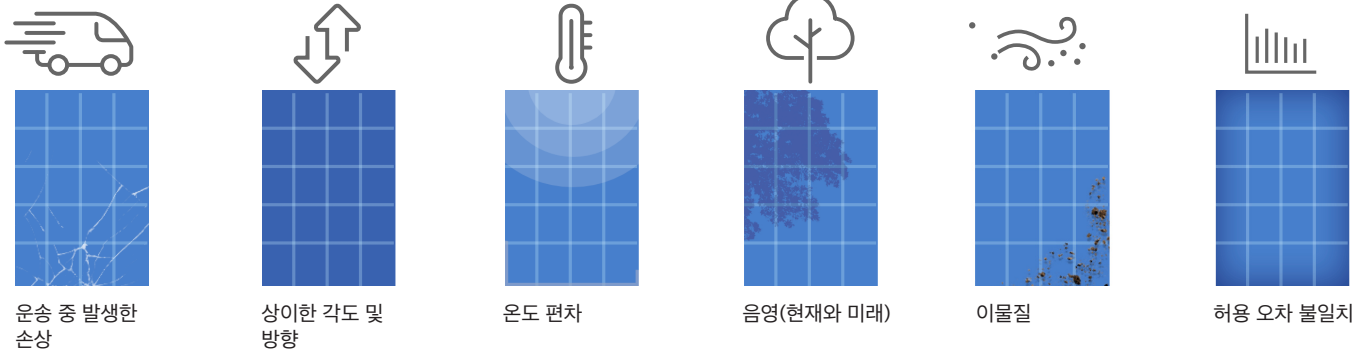 운송 중 발생한
손상
상이한 각도 및
방향
온도 편차
음영(현재와 미래)
이물질
허용 오차 불일치